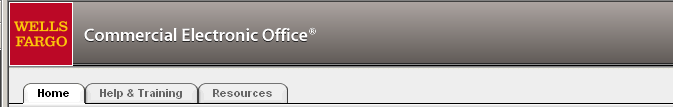 WELLS
FARGO
Commercial Electronic Office®
Home Help & Training Resources